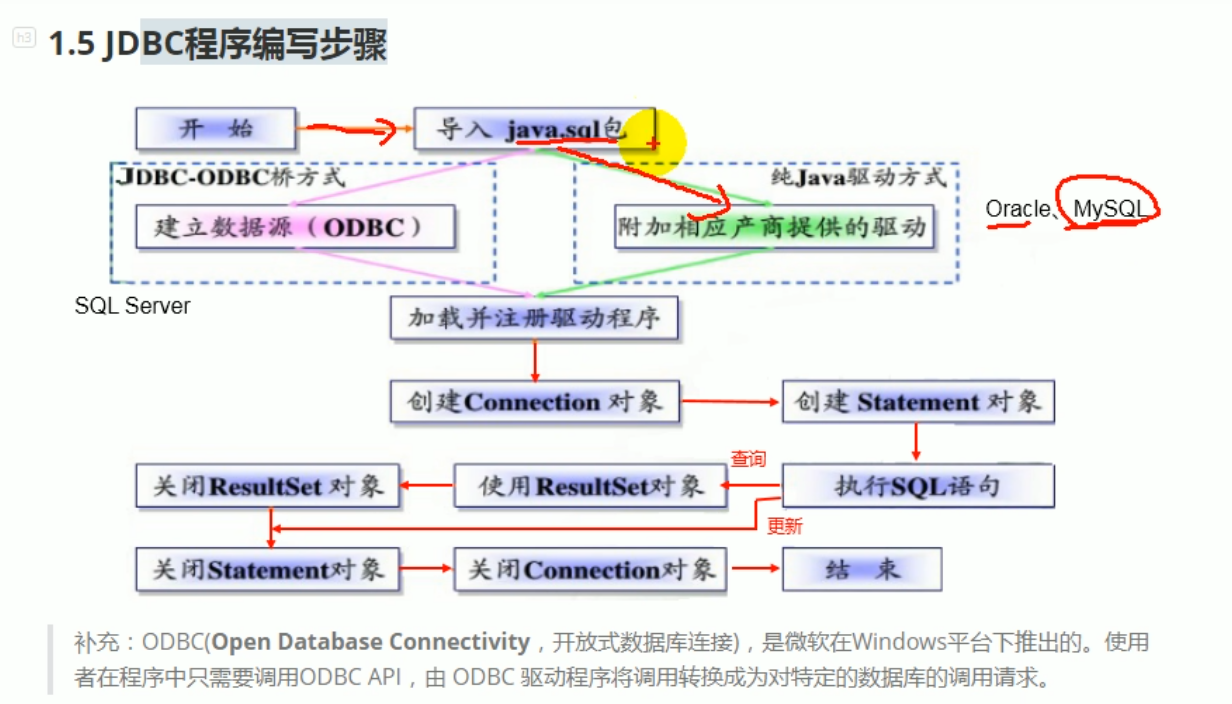 h3
1.5 JDBC程序编写步骤
开 始
导入 java.sql包
JDBC-ODBC桥方式
纯Java驱动方式
建立数据源（ODBC）
附加相应产商提供的驱动
Oracle、MySQL
SQL Server
加载并注册驱动程序
创建Connection 对象
创建 Statement 对象
查询
关闭ResultSet 对象
使用ResultSet对象
执行SQL语句
更新
关闭Statement对象
关闭Connection对象
结 束
补充：ODBC(Open Database Connectivity，开放式数据库连接)，是微软在Windows平台下推出的。使用
者在程序中只需要调用ODBC API，由 ODBC 驱动程序将调用转换成为对特定的数据库的调用请求。